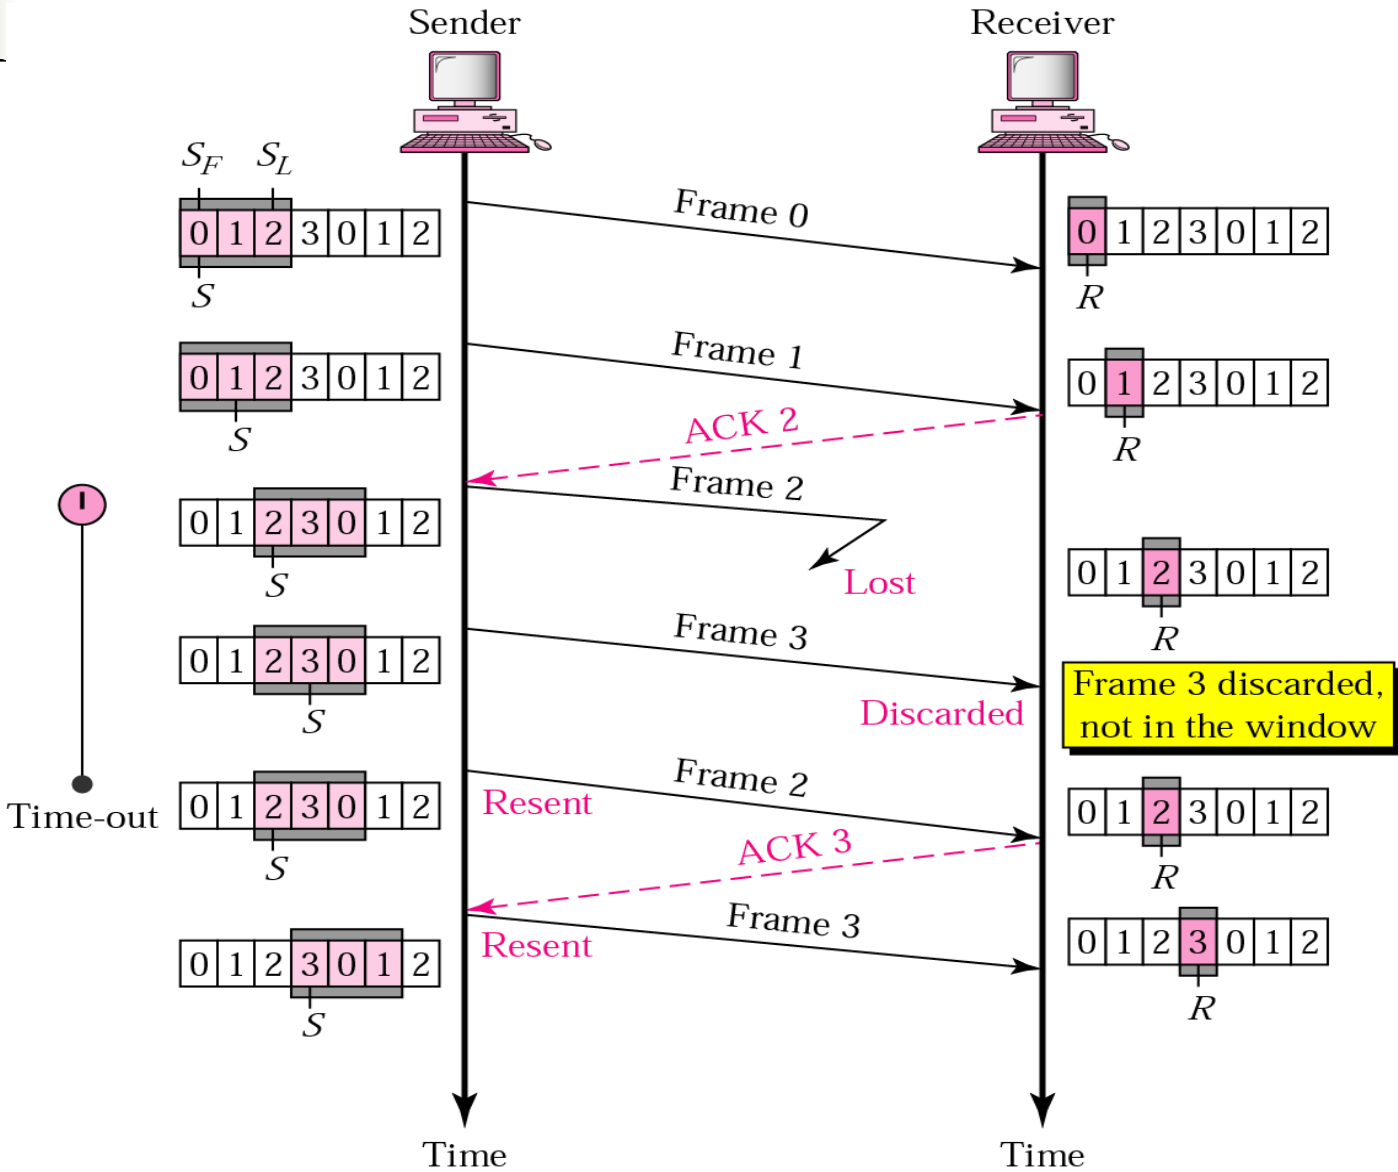 Sender
Receiver
SF SL
0 1 2 3 0 1 2
S
Frame 0
0 1 2 3 0 1 2
R
0 1 2 3 0 1 2
S
Frame 1
0 1 2 3 0 1 2
R
ACK 2
0 1 2 3 0 1 2
S
Frame 2
Lost
0 1 2 3 0 1 2
R
0 1 2 3 0 1 2
S
Frame 3
Discarded
Frame 3 discarded,
not in the window
Time-out
0 1 2 3 0 1 2
S
Resent
Frame 2
0 1 2 3 0 1 2
R
ACK 3
0 1 2 3 0 1 2
S
Resent
Frame 3
0 1 2 3 0 1 2
R
Time
Time